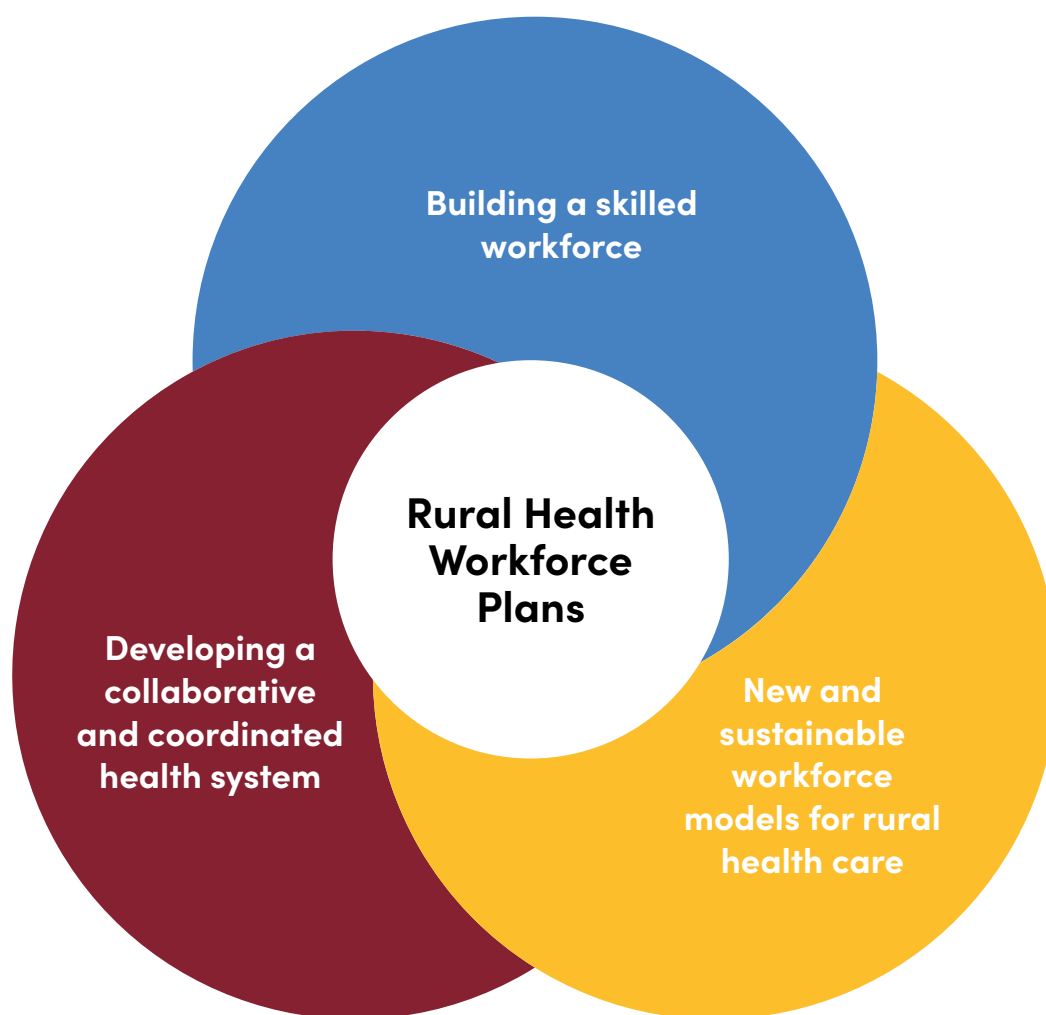 Building a skilled
workforce
Rural Health
Workforce
Plans
Developing a
collaborative
and coordinated
health system
New and
sustainable
workforce
models for rural
health care